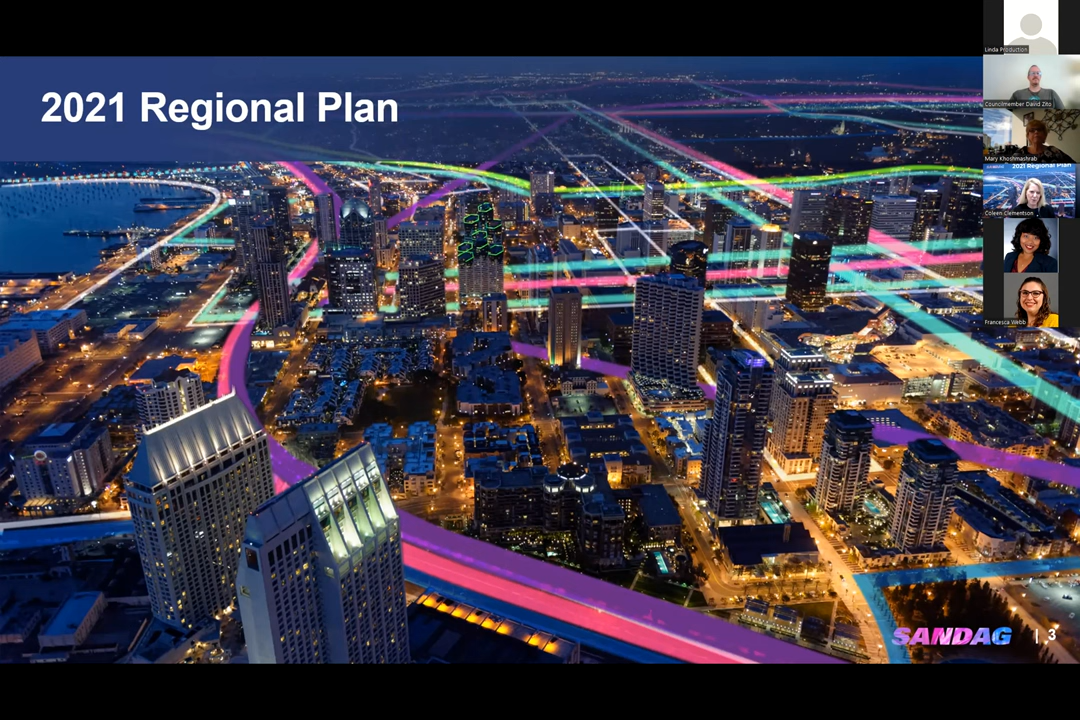 2021 Regional Plan
Linda Production
Councilmember David Zito
Mary Khoshmashrab
2021 Regional Plan
Coleen Clementson
Francesca Webb
SANDAG | 3